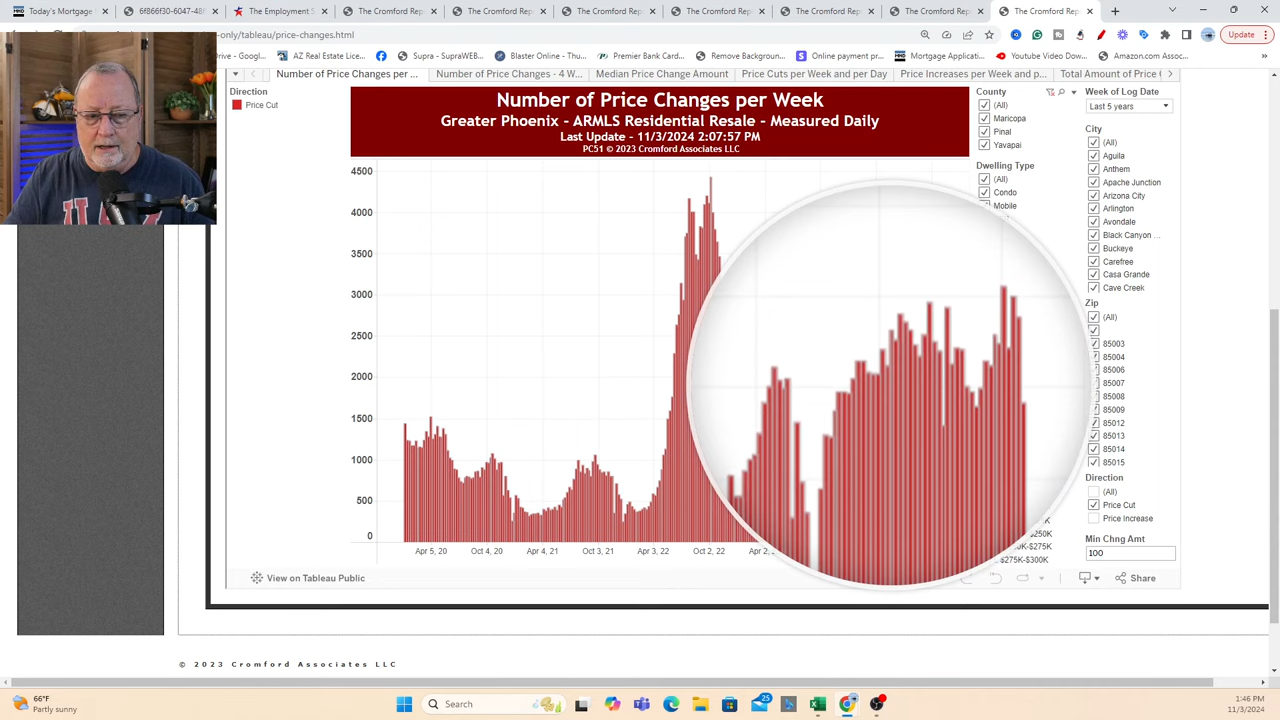 Today's Mortgage
6f866f30-6047-48
The Employment S
The Cromford Rep
The Cromford Rep
The Cromford Rep
The Cromford Rep
The Cromford Rep
The Cromford Rep
The Cromford Rep
-only/tableau/price-changes.html
Update
Drive - Googl...
AZ Real Estate Lice...
Supra - SupraWEB...
Blaster Online - Thu...
Premier Bank Card...
Remove Background...
Online payment pr...
Mortgage Applicati...
Youtube Video Dow...
Amazon.com Assoc...
Number of Price Changes per ...
Number of Price Changes - 4 W...
Median Price Change Amount
Price Cuts per Week and per Day
Price Increases per Week and p...
Total Amount of Price
Direction
Price Cut
Number of Price Changes per Week
Greater Phoenix - ARMLS Residential Resale - Measured Daily
Last Update - 11/3/2024 2:07:57 PM
PC51 © 2023 Cromford Associates LLC
4500
4000
3500
3000
2500
2000
1500
1000
500
0
Apr 5, 20
Oct 4, 20
Apr 4, 21
Oct 3, 21
Apr 3, 22
Oct 2, 22
Apr 2,
County
(All)
Maricopa
Pinal
Yavapai
Dwelling Type
(All)
Condo
Mobile
$250K
K-$275K
$275K-$300K
Week of Log Date
Last 5 years
City
(All)
Aguila
Anthem
Apache Junction
Arizona City
Arlington
Avondale
Black Canyon ...
Buckeye
Carefree
Casa Grande
Cave Creek
Zip
(All)
85003
85004
85006
85007
85008
85009
85012
85013
85014
85015
Direction
(All)
Price Cut
Price Increase
Min Chng Amt
100
View on Tableau Public
Share
© 2023 Cromford Associates LLC
66°F
Partly sunny
Search
25
1:46 PM
11/3/2024